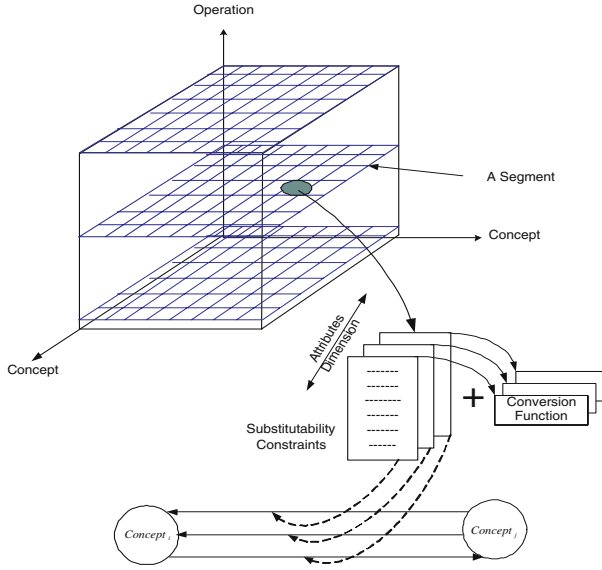 Operation
A Segment
Concept
Concept
Attributes
Dimension
Substitutability
Constraints
--------
------
--------
-------
------
------
+
Conversion
Function
Concept i
Concept j